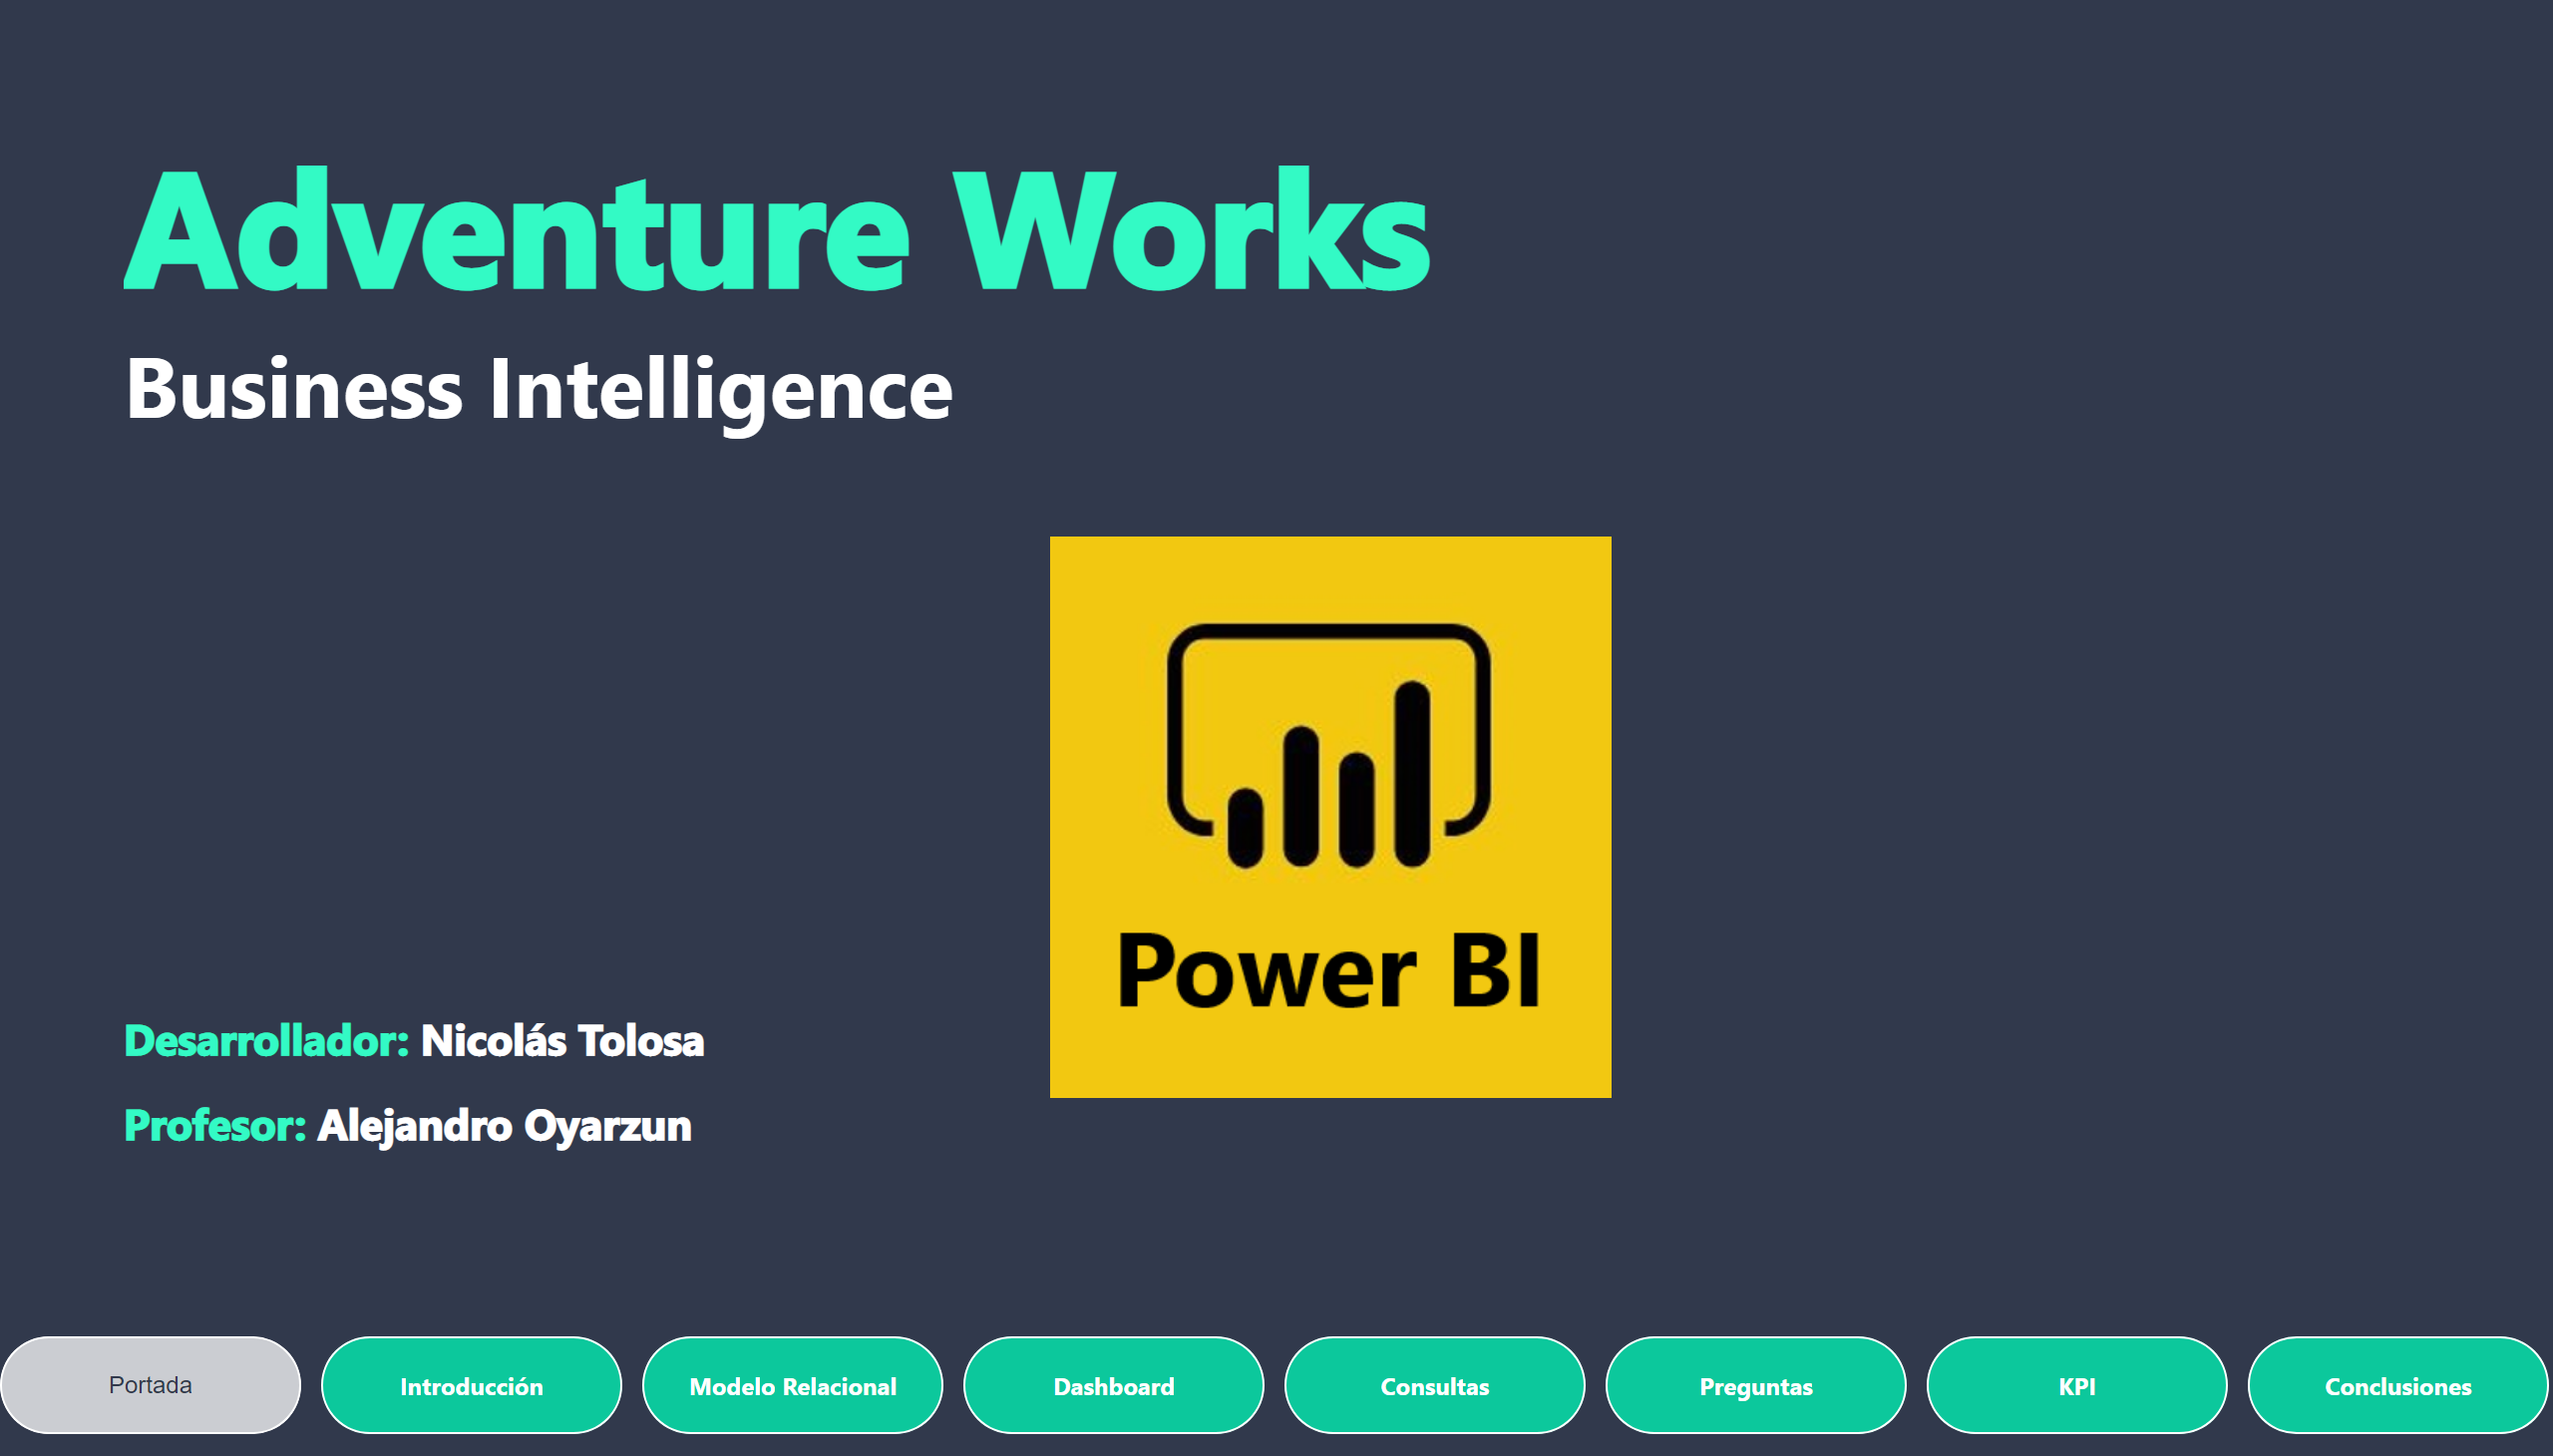 Adventure Works
Business Intelligence
Power BI
Desarrollador: Nicolás Tolosa
Profesor: Alejandro Oyarzun
Portada
Introducción
Modelo Relacional
Dashboard
Consultas
Preguntas
KPI
Conclusiones